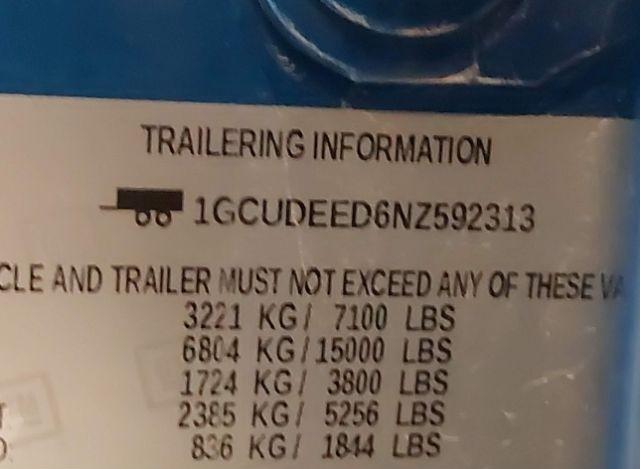 TRAILERING INFORMATION
1GCUDEED6NZ592313
CLE AND TRAILER MUST NOT EXCEED ANY OF THESE VA
3221 KG/ 7100 LBS
6804 KG/15000 LBS
1724 KG/ 3800 LBS
T 2385 KG/ 5256 LBS
836 KG/ 1844 LBS